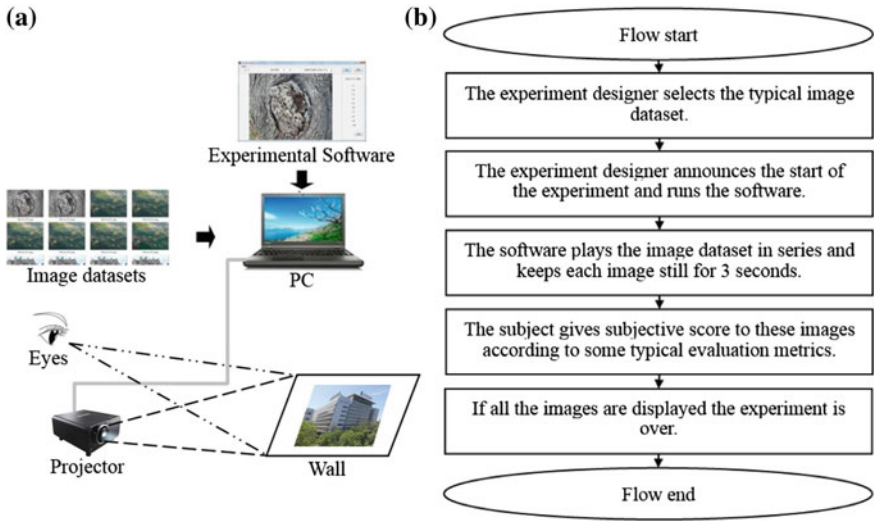 (a)
Experimental Software
Image datasets
PC
Eyes
Projector
Wall
(b)
Flow start
The experiment designer selects the typical image
dataset.
The experiment designer announces the start of
the experiment and runs the software.
The software plays the image dataset in series and
keeps each image still for 3 seconds.
The subject gives subjective score to these images
according to some typical evaluation metrics.
If all the images are displayed the experiment is
over.
Flow end